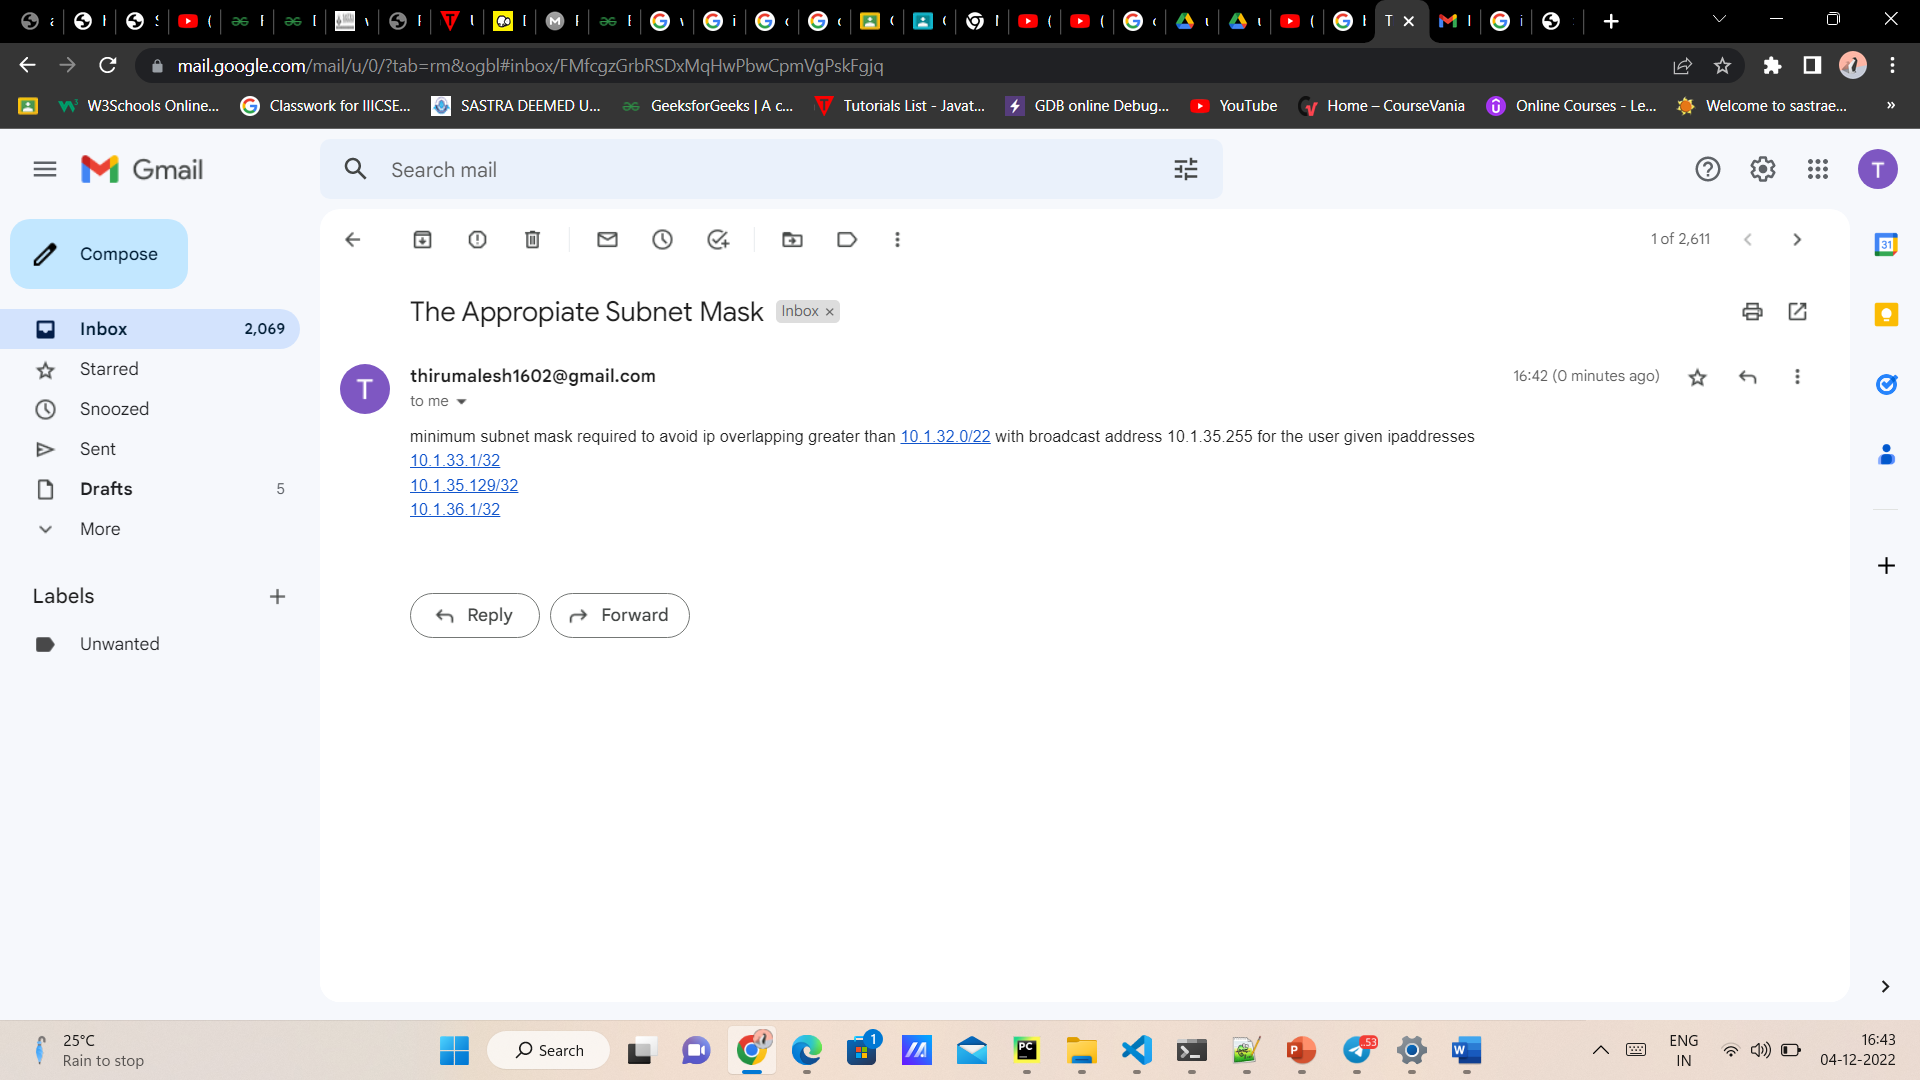 mail.google.com/mail/u/0/?tab=rm&ogbl#inbox/FMfcgzGrbRSDxMqHwPbwCpmVgPskFgjq
W3Schools Online... Classwork for IIICSE... SASTRA DEEMED U... GeeksforGeeks | A c... Tutorials List - Javat... GDB online Debug... YouTube Home – CourseVania Online Courses - Le... Welcome to sastrae... »
Gmail
Search mail
T
Compose
1 of 2,611
31
The Appropiate Subnet Mask Inbox ×
Inbox 2,069
Starred
Snoozed
Sent
Drafts 5
More
T
thirumalesh1602@gmail.com
16:42 (0 minutes ago)
to me
minimum subnet mask required to avoid ip overlapping greater than 10.1.32.0/22 with broadcast address 10.1.35.255 for the user given ipaddresses
10.1.33.1/32
10.1.35.129/32
10.1.36.1/32
Reply Forward
Labels
Unwanted
25°C
Rain to stop
Search
1
PC
53
P
W
ENG
IN
16:43
04-12-2022